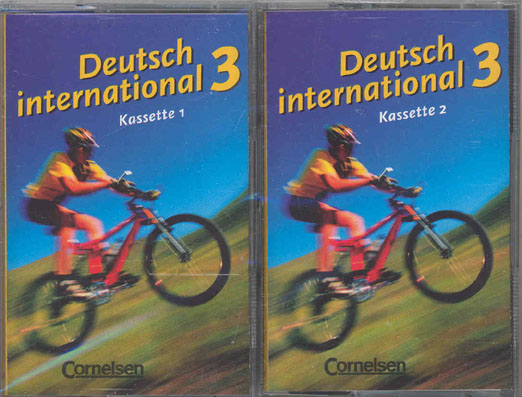 Deutsch
international 3
Kassette 1
Cornelsen
Deutsch
international 3
Kassette 2
Cornelsen